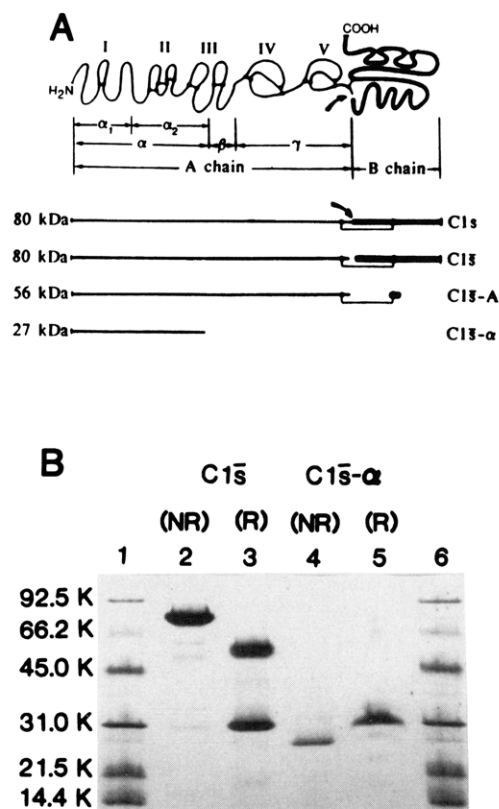 A
I II III IV V
COOH
H₂N
α₁ α₂
α β γ
A chain B chain
80 kDa C1s
80 kDa C1s̄
56 kDa C1s̄-A
27 kDa C1s̄-α
B
C1s̄ C1s̄-α
(NR) (R) (NR) (R)
1 2 3 4 5 6
92.5 K
66.2 K
45.0 K
31.0 K
21.5 K
14.4 K